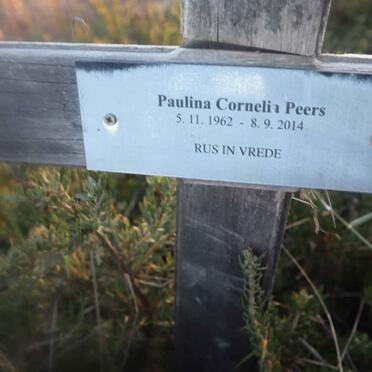 Paulina Cornelia Peers
5. 11. 1962 - 8. 9. 2014
RUS IN VREDE